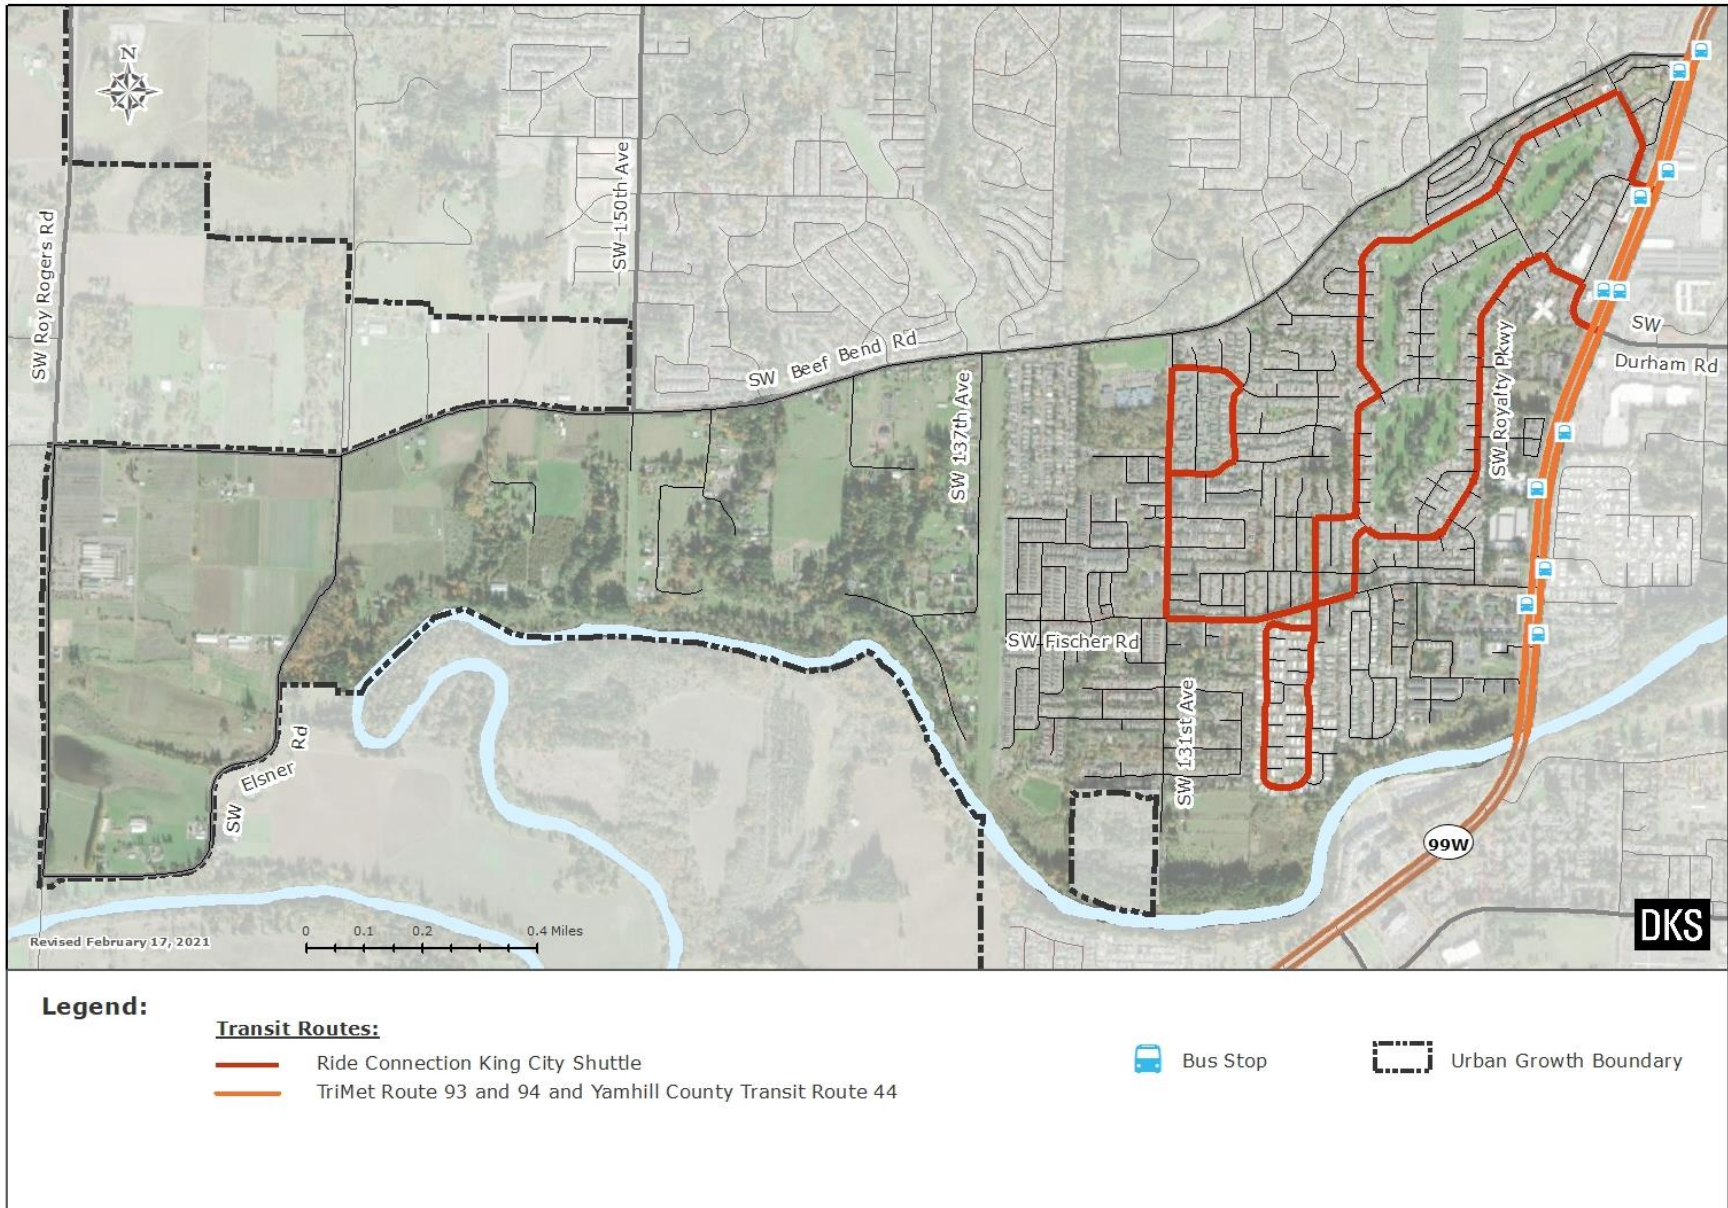 N
SW Roy Rogers Rd
SW 150th Ave
SW Beef Bend Rd
SW 137th Ave
SW Royalty Pkwy
SW
Durham Rd
SW Fischer Rd
SW 131st Ave
SW Elsner Rd
99W
DKS
Revised February 17, 2021
0 0.1 0.2 0.4 Miles
Legend:
Transit Routes:
Ride Connection King City Shuttle
TriMet Route 93 and 94 and Yamhill County Transit Route 44
Bus Stop
Urban Growth Boundary